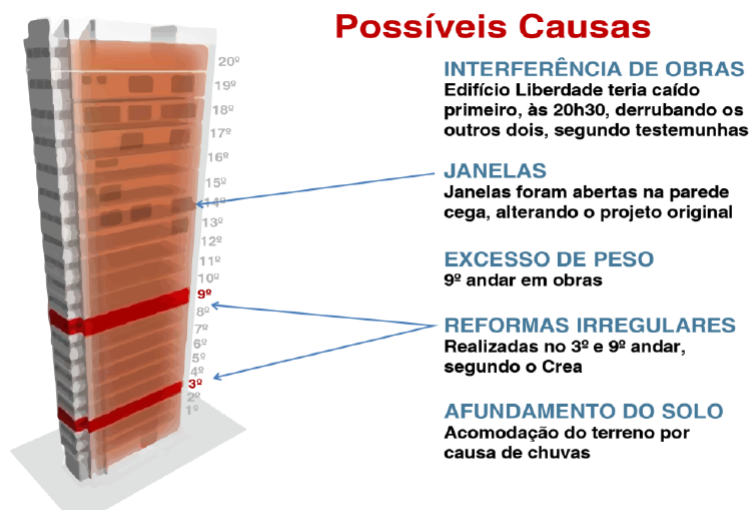 Possíveis Causas
INTERFERÊNCIA DE OBRAS
Edifício Liberdade teria caído
primeiro, às 20h30, derrubando os
outros dois, segundo testemunhas
JANELAS
Janelas foram abertas na parede
cega, alterando o projeto original
EXCESSO DE PESO
9º andar em obras
REFORMAS IRREGULARES
Realizadas no 3º e 9º andar,
segundo o Crea
AFUNDAMENTO DO SOLO
Acomodação do terreno por
causa de chuvas
20º
19º
18º
17º
16º
15º
14º
13º
12º
11º
10º
9º
8º
7º
6º
5º
4º
3º
2º
1º